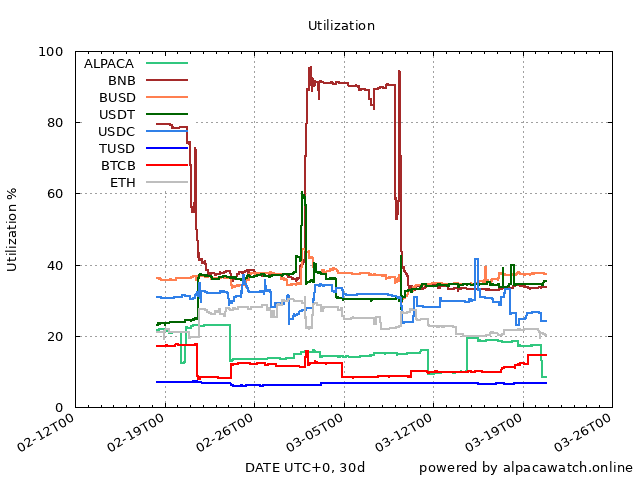 Utilization
100
80
60
40
20
0
Utilization %
ALPACA
BNB
BUSD
USDT
USDC
TUSD
BTCB
ETH
02-12T00
02-19T00
02-26T00
03-05T00
03-12T00
03-19T00
03-26T00
DATE UTC+0, 30d
powered by alpacawatch.online